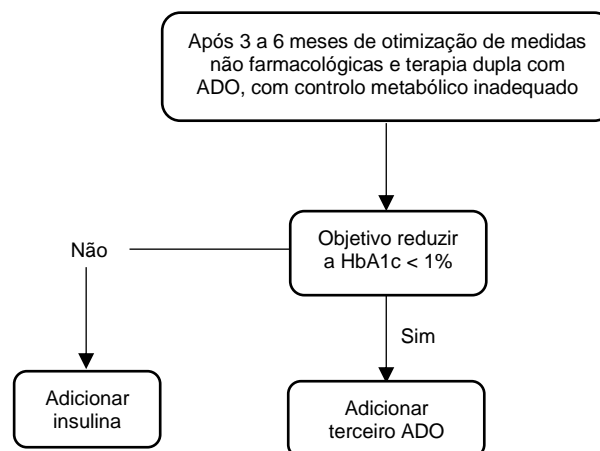 Após 3 a 6 meses de otimização de medidas
não farmacológicas e terapia dupla com
ADO, com controlo metabólico inadequado
Objetivo reduzir
a HbA1c < 1%
Não
Sim
Adicionar
insulina
Adicionar
terceiro ADO